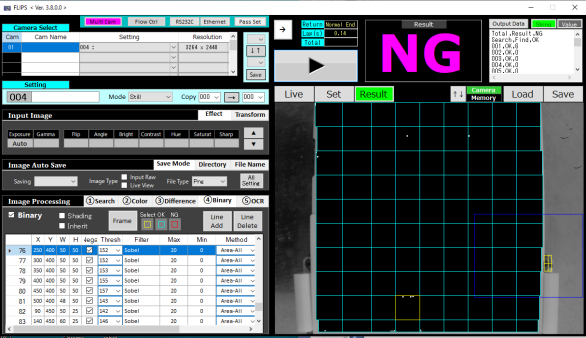 FLIPS < Ver. 3.8.0.0 >
Multi Cam Flow Ctrl RS232C Ethernet Pass Set
Camera Select
Cam Cam Name Setting Resolution
01 004 : 3264 x 2448
↓↑
Save
Setting
004 Mode Still Copy 000 → 000
Input Image Effect Transform
Exposure Gamma Flip Angle Bright Contrast Hue Saturat Sharp
Auto
Image Auto Save Save Mode Directory File Name
Saving Image Type Input Raw File Type Png All
Live View Setting
Image Processing ①Search ②Color ③Difference ④Binary ⑤OCR
Binary Shading Frame Select OK NG Line Line
Inherit Add Delete
X Y W H Nega Thresh Filter Max Min Method
76 250 400 50 50 152 Sobel 20 0 Area-All
77 300 400 50 50 152 Sobel 20 0 Area-All
78 350 400 50 50 153 Sobel 20 0 Area-All
79 400 400 50 50 155 Sobel 20 0 Area-All
80 450 400 50 50 157 Sobel 20 0 Area-All
81 500 400 48 50 143 Sobel 20 0 Area-All
82 90 450 50 25 142 Sobel 20 0 Area-All
83 140 450 60 25 146 Sobel 20 0 Area-All
→ Return Normal End
Lap(s) 0.14
Total
Result
NG
Output Data String Value
Total.Result,NG
Search.Find,OK
001.OK,0
002.OK,0
003.OK,0
004.OK,0
005.OK,0
Live Set Result ↑↓ Camera Load Save
Memory